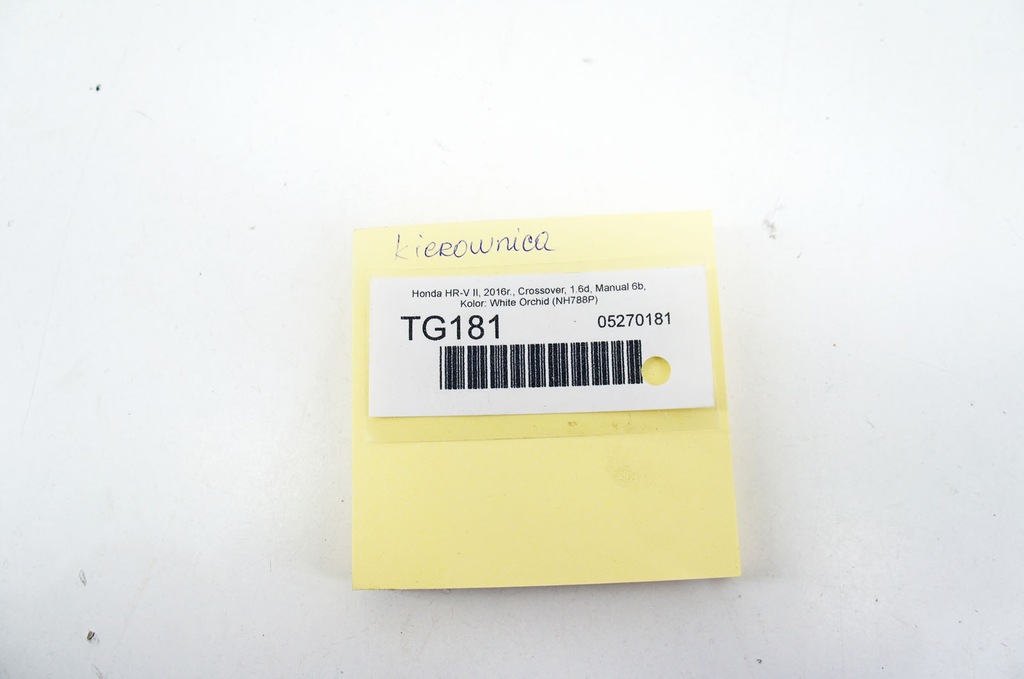 kierownica
Honda HR-V II, 2016r., Crossover, 1.6d, Manual 6b,
Kolor: White Orchid (NH788P)
TG181 05270181